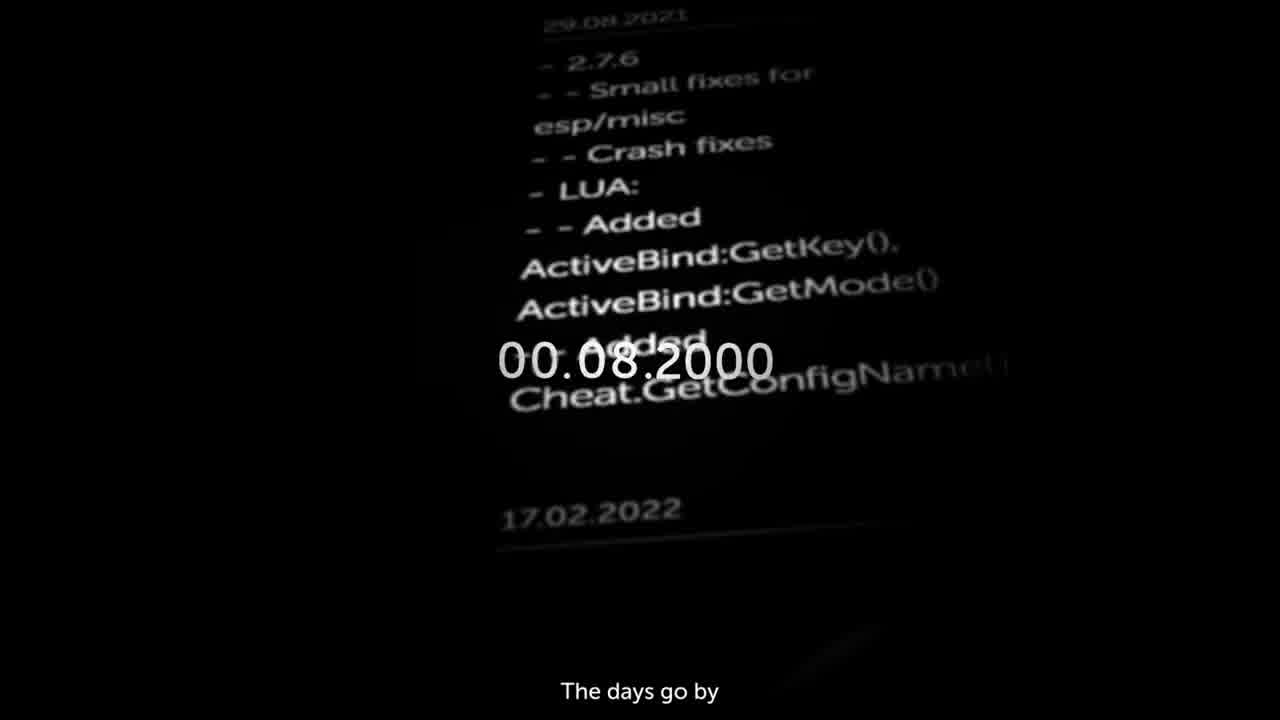 29.08.2021
- 2.7.6
- - Small fixes for
esp/misc
- - Crash fixes
- LUA:
- - Added
ActiveBind:GetKey(),
ActiveBind:GetMode()
- - Added
00.08.2000
Cheat.GetConfigName()
17.02.2022
The days go by